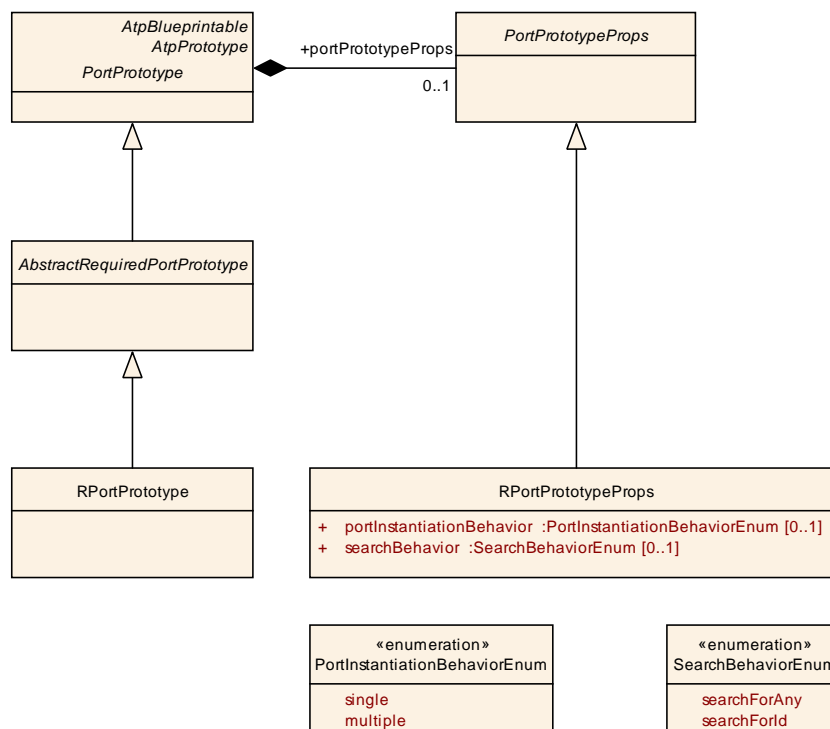 AtpBlueprintable
AtpPrototype
PortPrototype
+portPrototypeProps
0..1
PortPrototypeProps
AbstractRequiredPortPrototype
RPortPrototype
RPortPrototypeProps
+ portInstantiationBehavior :PortInstantiationBehaviorEnum [0..1]
+ searchBehavior :SearchBehaviorEnum [0..1]
«enumeration»
PortInstantiationBehaviorEnum
single
multiple
«enumeration»
SearchBehaviorEnum
searchForAny
searchForId